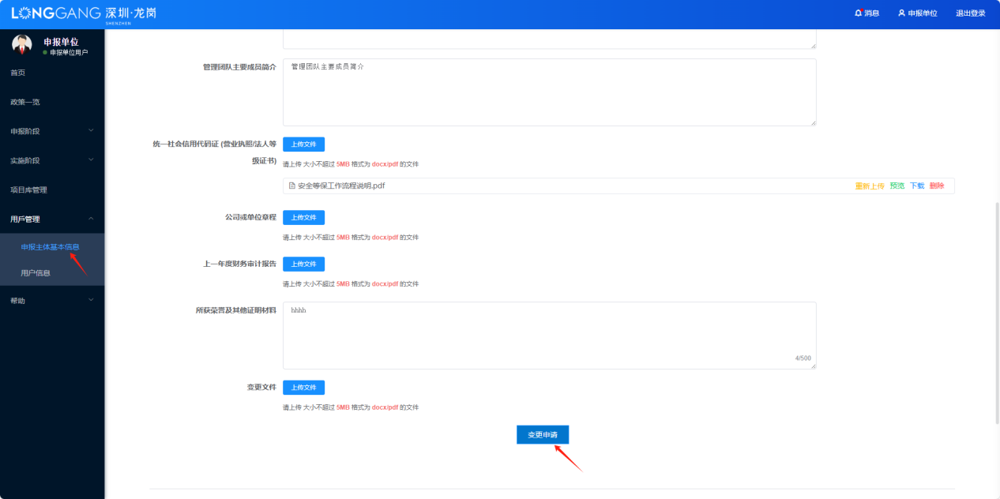 LONGGANG 深圳·龙岗
SHENZHEN
消息
申报单位
退出登录
申报单位
申报单位用户
首页
政策一览
申报阶段
实施阶段
项目库管理
用戶管理
申报主体基本信息
用户信息
帮助
管理团队主要成员简介
管理团队主要成员简介
统一社会信用代码证 (营业执照/法人等
级证书)
上传文件
请上传 大小不超过 5MB 格式为 docx/pdf 的文件
安全等保工作流程说明.pdf
重新上传 预览 下载 删除
公司或单位章程
上传文件
请上传 大小不超过 5MB 格式为 docx/pdf 的文件
上一年度财务审计报告
上传文件
请上传 大小不超过 5MB 格式为 docx/pdf 的文件
所获荣誉及其他证明材料
hhhh
4/500
变更文件
上传文件
请上传 大小不超过 5MB 格式为 docx/pdf 的文件
变更申请